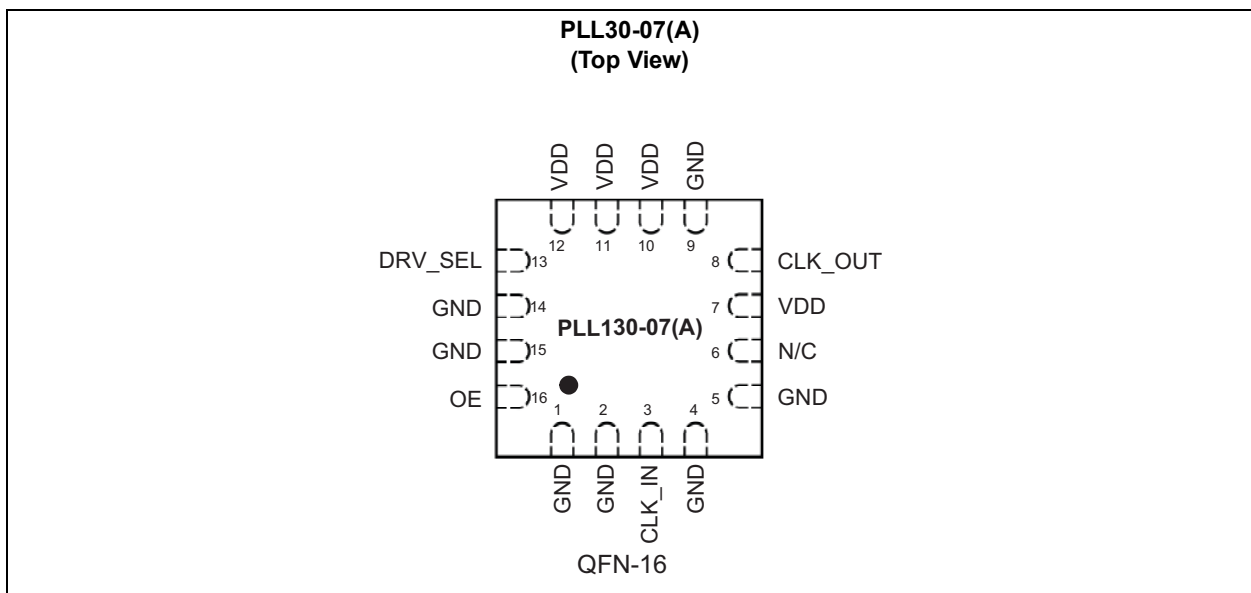 PLL30-07(A)
(Top View)
VDD
VDD
VDD
GND
12
11
10
9
DRV_SEL 13
8 CLK_OUT
GND 14
7 VDD
PLL130-07(A)
GND 15
6 N/C
OE 16
5 GND
1
2
3
4
GND
GND
CLK_IN
GND
QFN-16